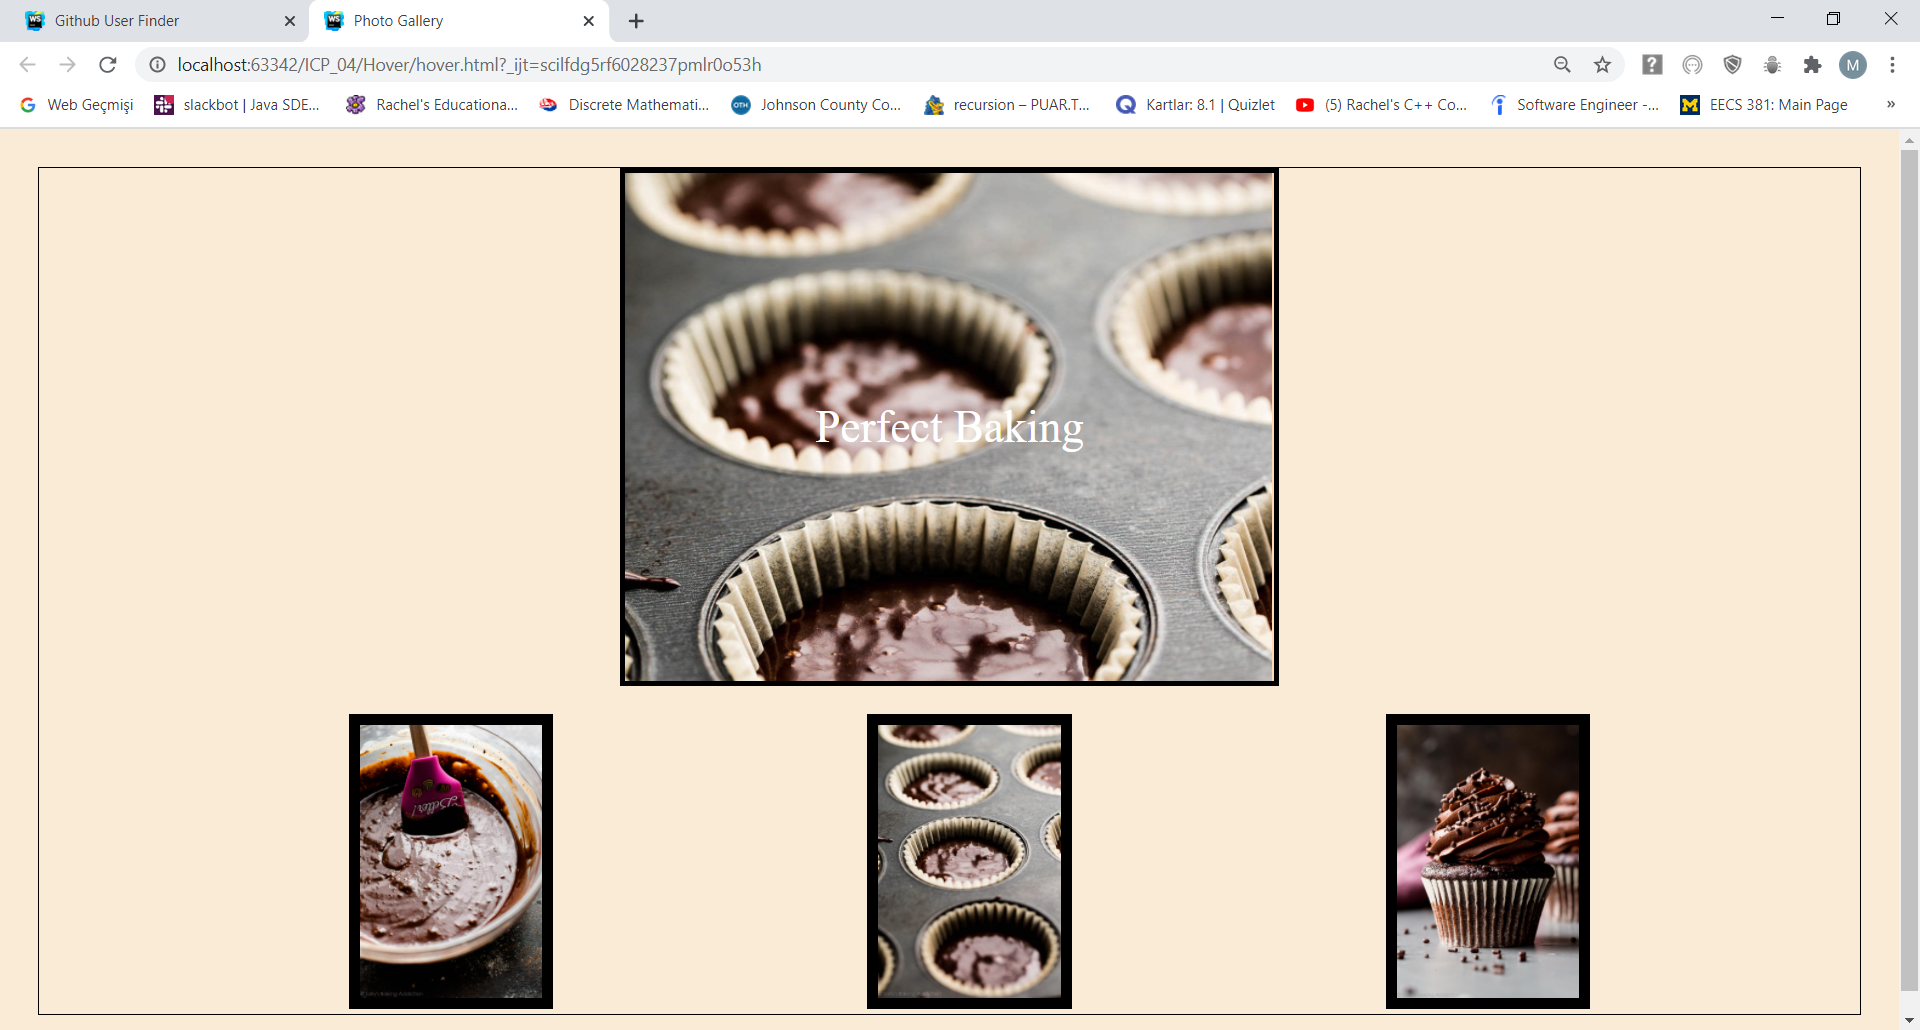 Github User Finder
Photo Gallery
localhost:63342/ICP_04/Hover/hover.html?_ijt=scilfdg5rf6028237pmlr0o53h
M
Web Geçmişi
slackbot | Java SDE...
Rachel's Educationa...
Discrete Mathemati...
Johnson County Co...
recursion – PUAR.T...
Kartlar: 8.1 | Quizlet
(5) Rachel's C++ Co...
Software Engineer -...
EECS 381: Main Page
»
Perfect Baking